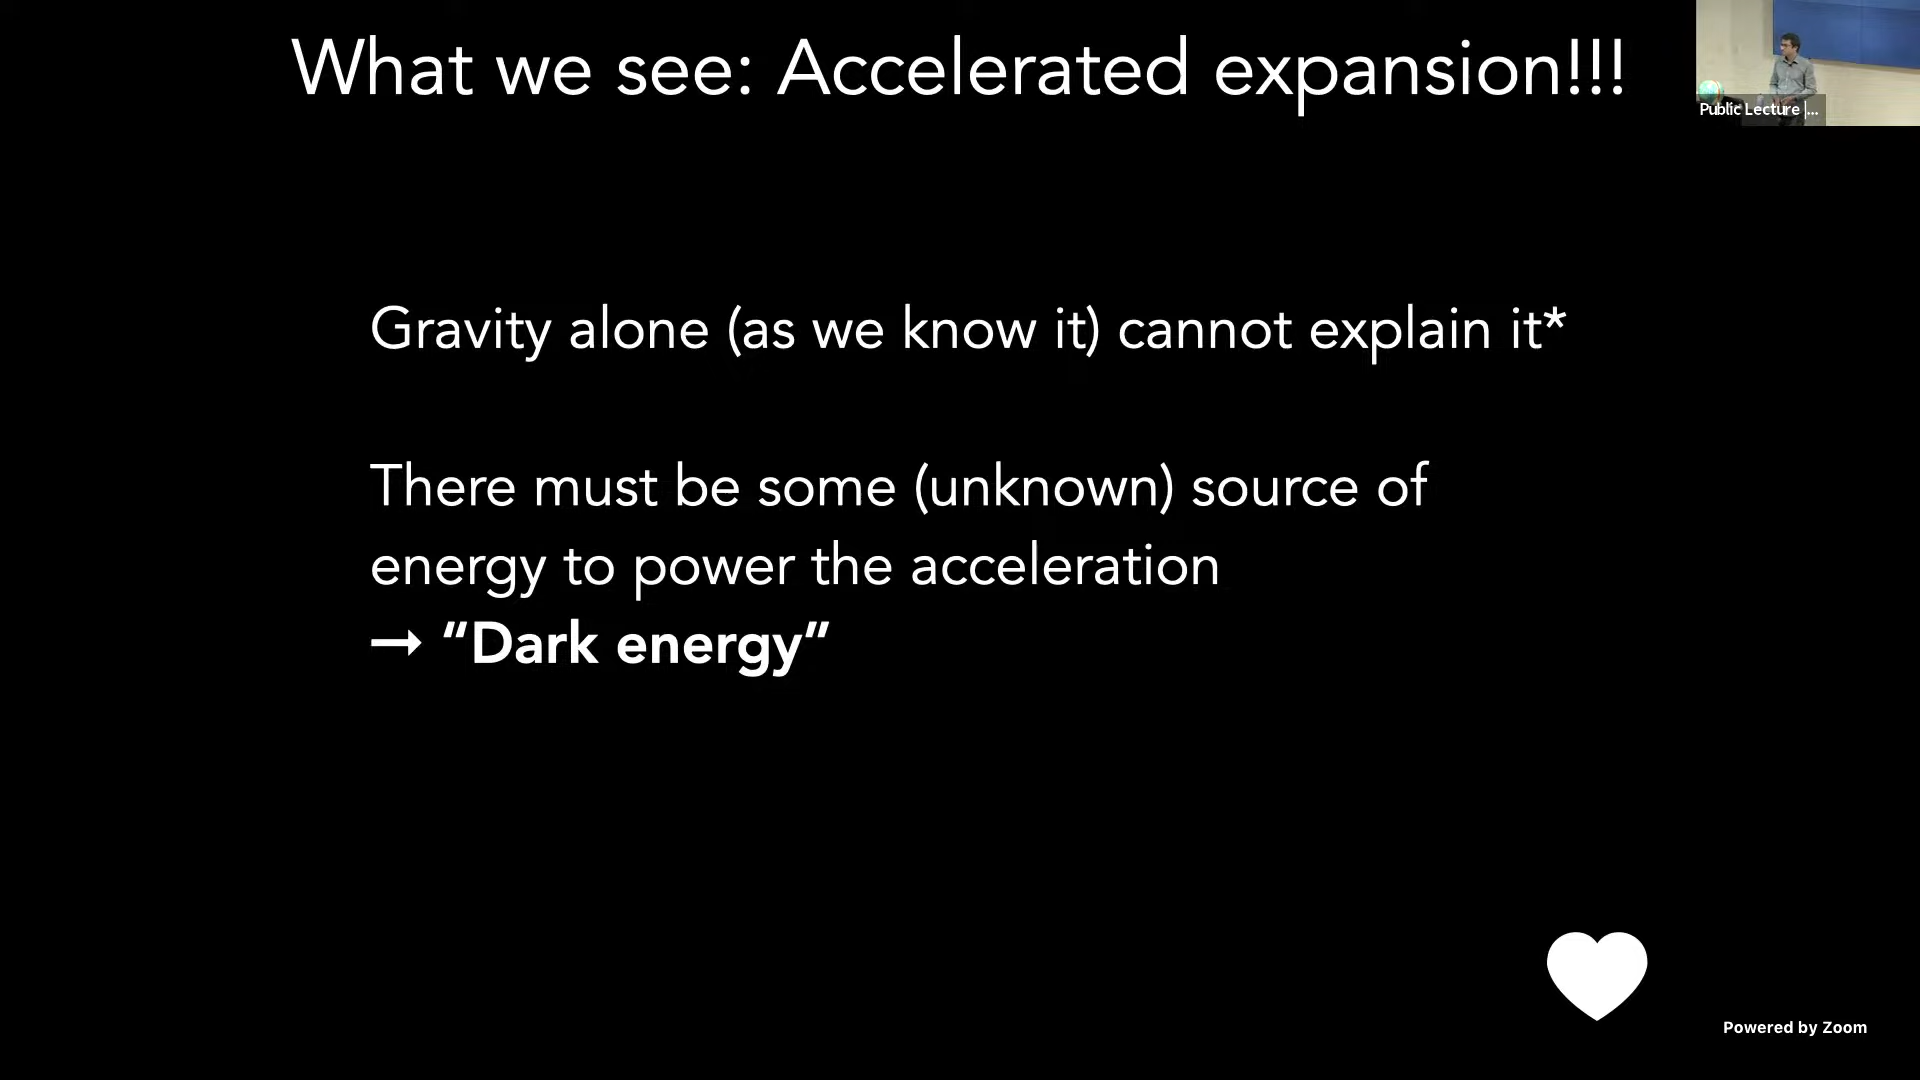 What we see: Accelerated expansion!!!
Public Lecture |...
Gravity alone (as we know it) cannot explain it*
There must be some (unknown) source of
energy to power the acceleration
→ “Dark energy”
Powered by Zoom